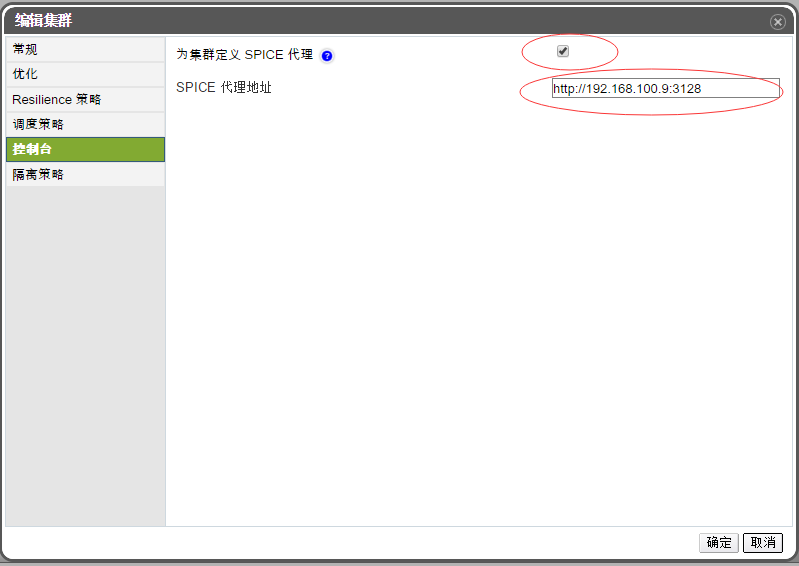 编辑集群
常规
优化
Resilience 策略
调度策略
控制台
隔离策略
为集群定义 SPICE 代理 ?
SPICE 代理地址 http://192.168.100.9:3128
确定 取消